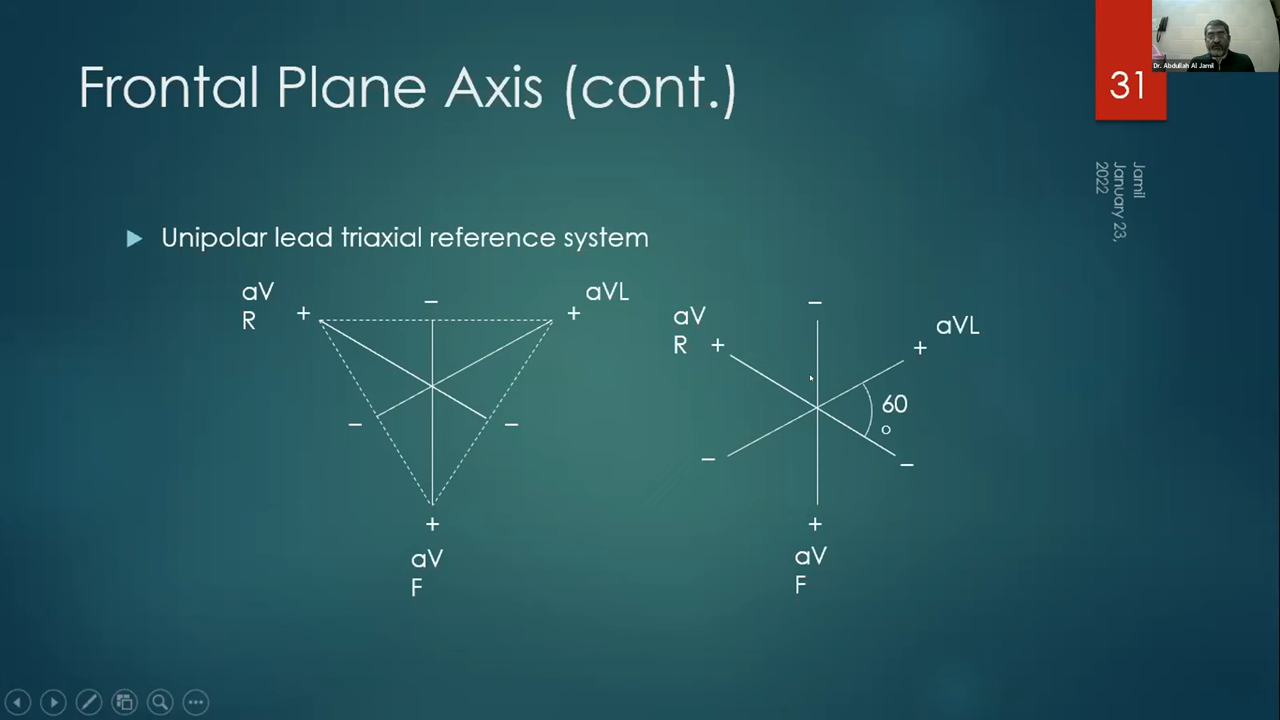 Dr. Abdullah Al Jamil
Frontal Plane Axis (cont.)
31
Jamil
January 23,
2022
Unipolar lead triaxial reference system
aV
R
+
−
aVL
+
−
−
+
aV
F
aV
R
+
−
aVL
+
60
o
−
−
+
aV
F